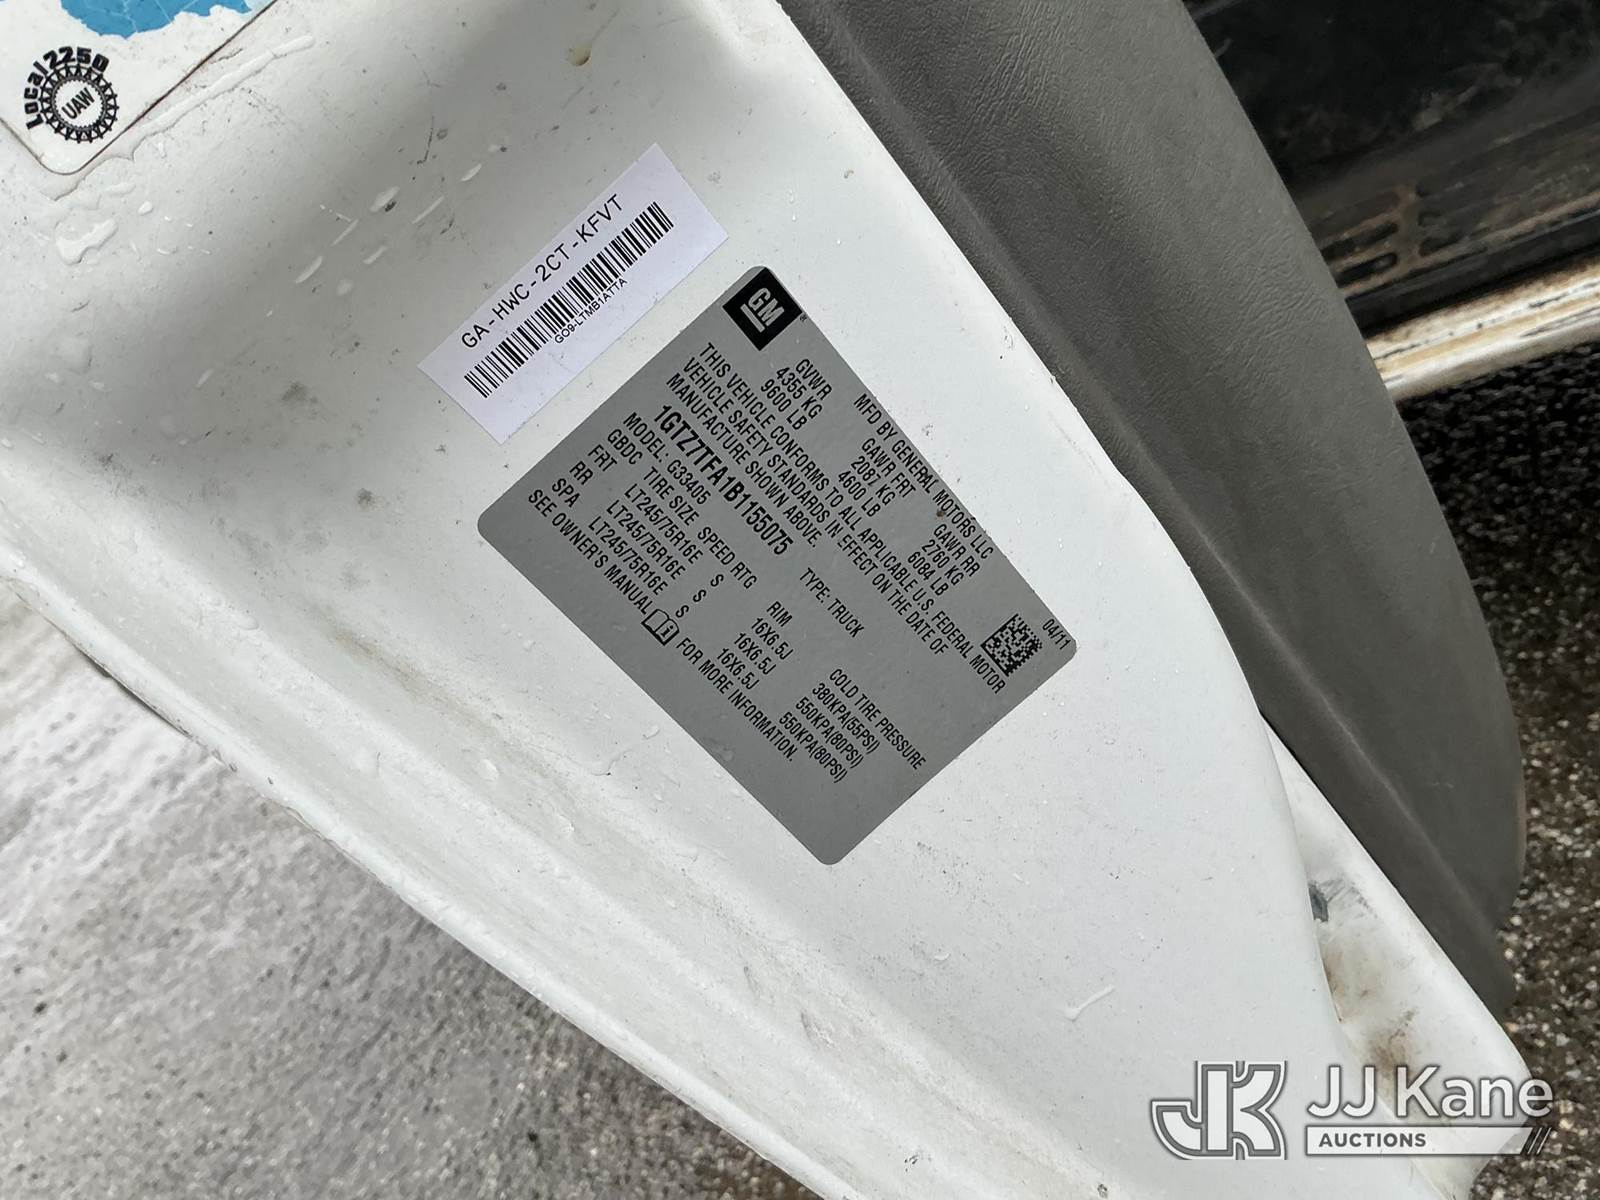 Local 2250
UAW
GA-HWC-2CT-KFVT
GO9-LTMB1ATTA
GM
MFD BY GENERAL MOTORS LLC
04/11
GVWR GAWR FRT GAWR RR
4355 KG 2087 KG 2760 KG
9600 LB 4600 LB 6084 LB
THIS VEHICLE CONFORMS TO ALL APPLICABLE U.S. FEDERAL MOTOR
VEHICLE SAFETY STANDARDS IN EFFECT ON THE DATE OF
MANUFACTURE SHOWN ABOVE.
1GTZ7TFA1B1155075 TYPE: TRUCK
MODEL: G33405
GBDC TIRE SIZE SPEED RTG RIM COLD TIRE PRESSURE
FRT LT245/75R16E S 16X6.5J 380KPA(55PSI)
RR LT245/75R16E S 16X6.5J 550KPA(80PSI)
SPA LT245/75R16E S 16X6.5J 550KPA(80PSI)
SEE OWNER'S MANUAL FOR MORE INFORMATION.
JJ Kane
AUCTIONS